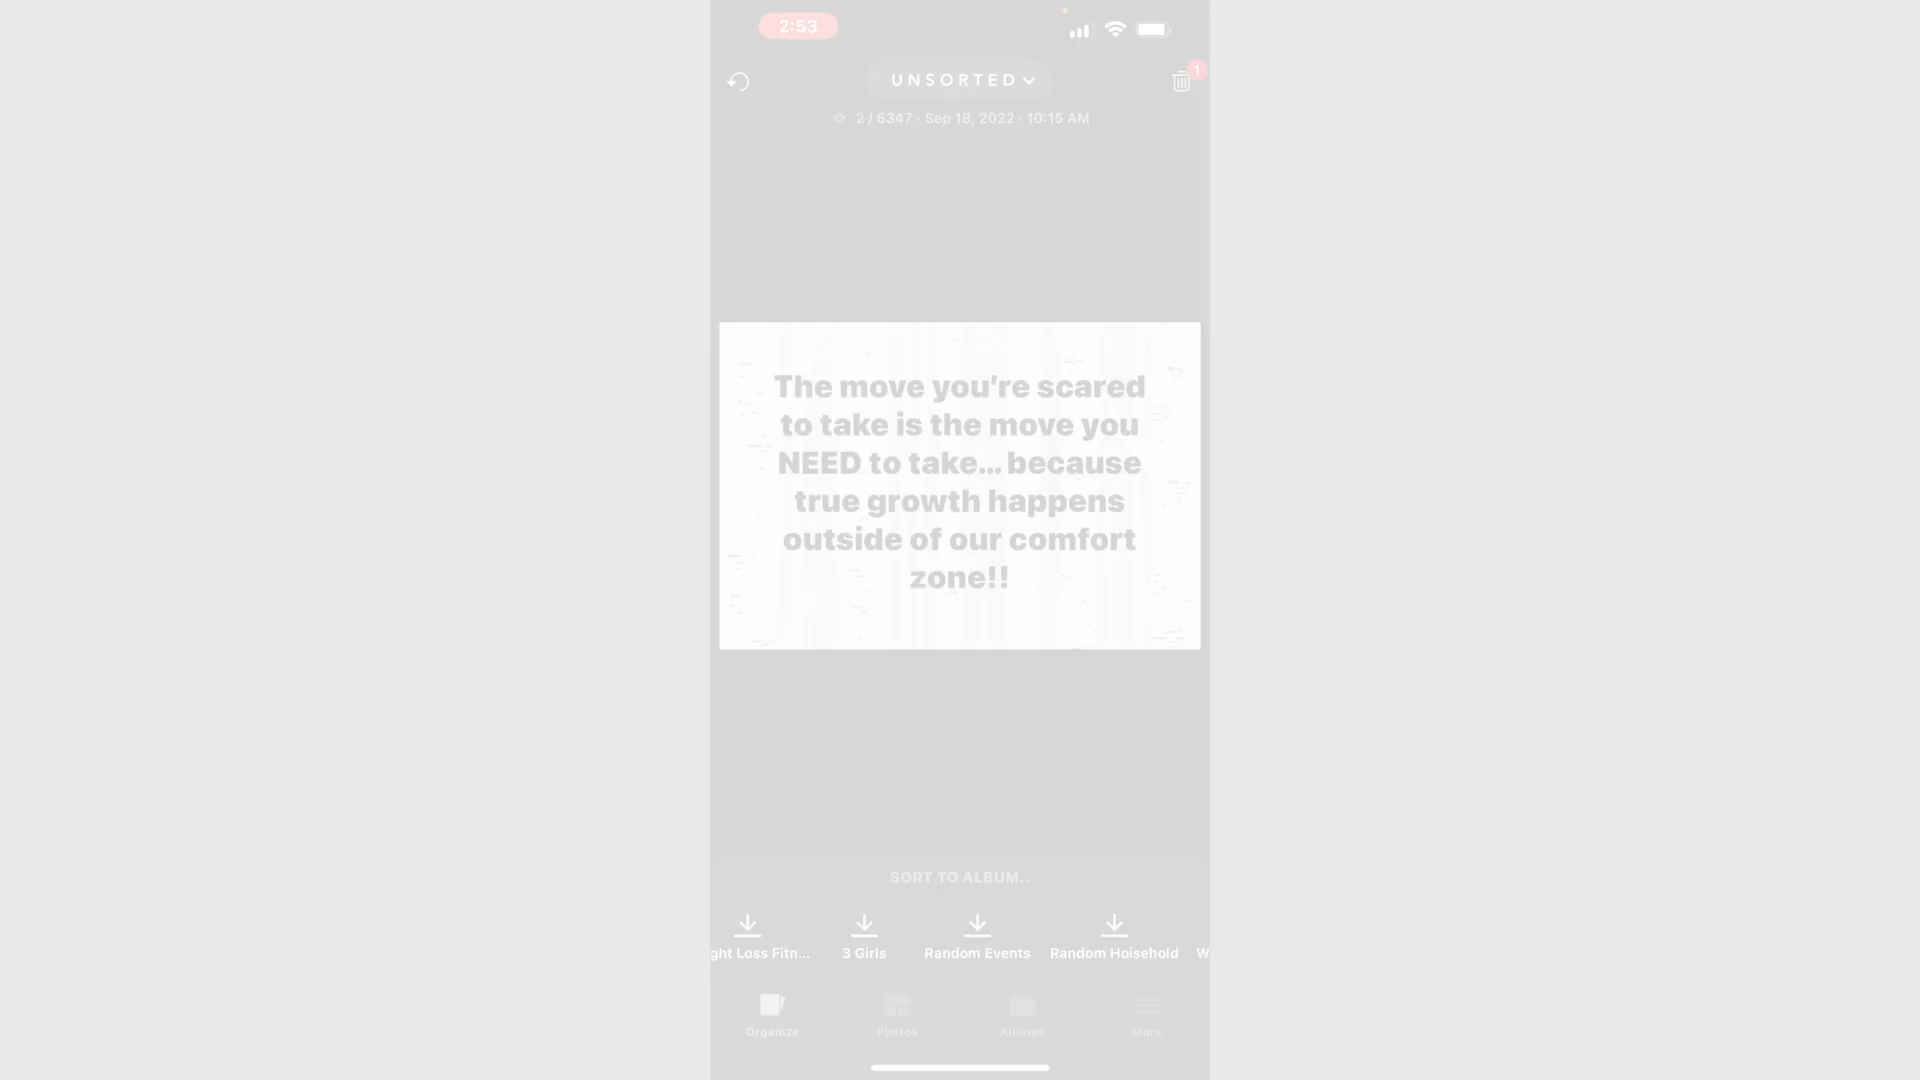 2:53
UNSORTED
1
2 / 6347 · Sep 18, 2022 · 10:15 AM
The move you’re scared
to take is the move you
NEED to take... because
true growth happens
outside of our comfort
zone!!
SORT TO ALBUM..
ght Loss Fitn... 3 Girls Random Events Random Hoisehold W
Organize Photos Albums More